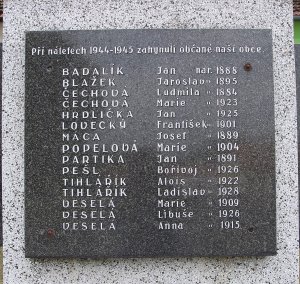 Při náletech 1944-1945 zahynuli občané naší obce.
BADALÍK Jan nar. 1888
BLAŽEK Jaroslav " 1895
ČECHOVÁ Ludmila " 1884
ČECHOVÁ Marie " 1923
HRDLIČKA Jan " 1925
LOVECKÝ František " 1901
MACA Josef " 1889
POPELOVÁ Marie " 1904
PARTIKA Jan " 1891
PEŠL Bořivoj " 1926
TIHLAŘÍK Alois " 1922
TIHLAŘÍK Ladislav " 1928
VESELÁ Marie " 1909
VESELÁ Libuše " 1926
VESELÁ Anna " 1915